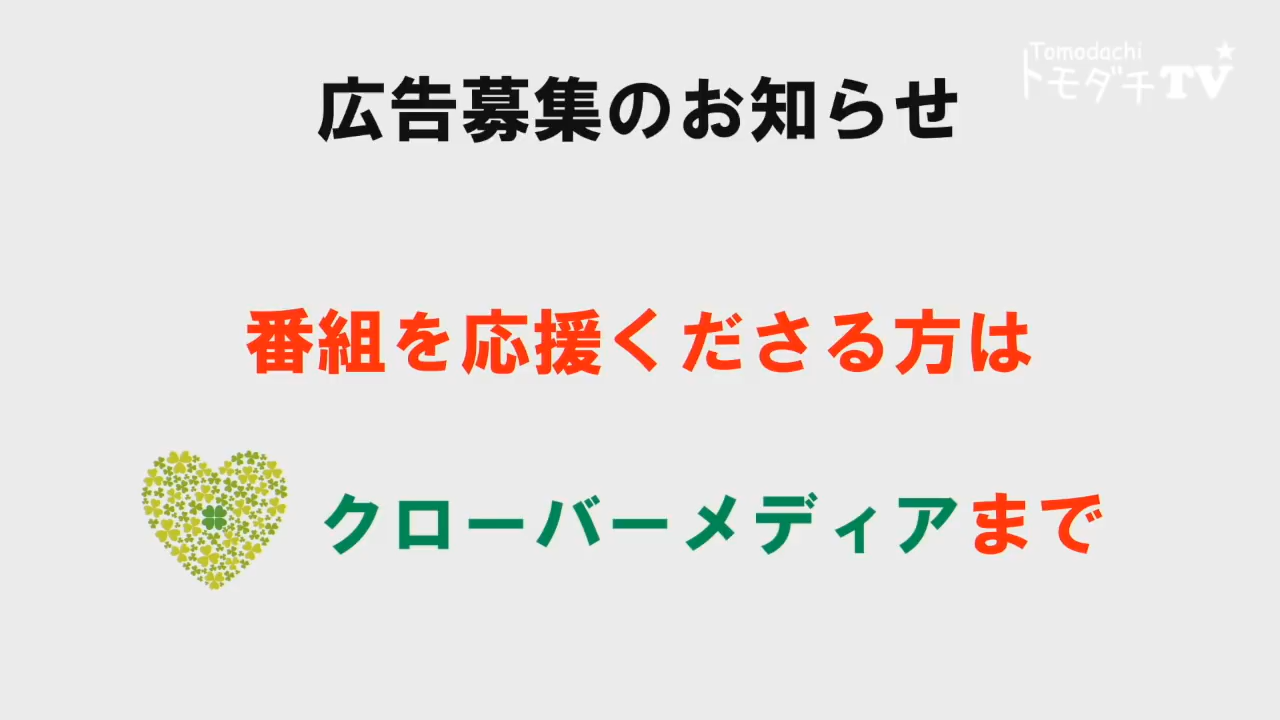 Tomodachi
トモダチTV
広告募集のお知らせ
番組を応援くださる方は
クローバーメディアまで